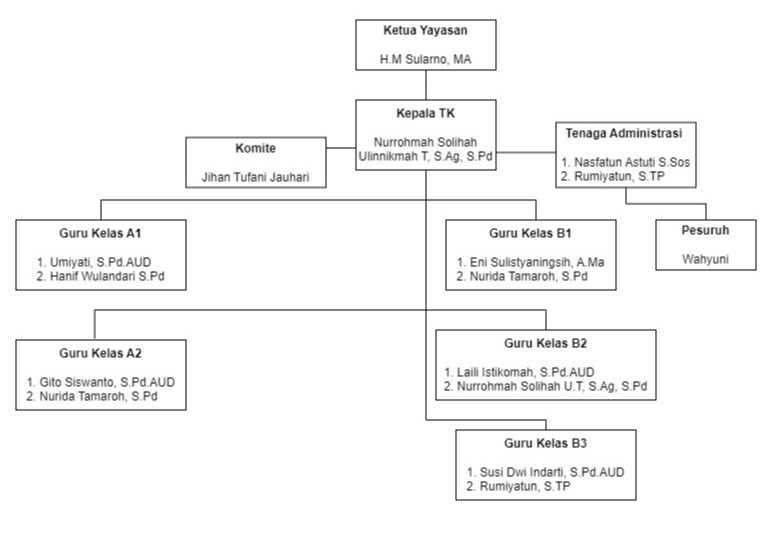 Ketua Yayasan
H.M Sularno, MA
Kepala TK
Nurrohmah Solihah
Ulinnikmah T, S.Ag, S.Pd
Komite
Jihan Tufani Jauhari
Tenaga Administrasi
1. Nasfatun Astuti S.Sos
2. Rumiyatun, S.TP
Pesuruh
Wahyuni
Guru Kelas A1
1. Umiyati, S.Pd.AUD
2. Hanif Wulandari S.Pd
Guru Kelas B1
1. Eni Sulistyaningsih, A.Ma
2. Nurida Tamaroh, S.Pd
Guru Kelas A2
1. Gito Siswanto, S.Pd.AUD
2. Nurida Tamaroh, S.Pd
Guru Kelas B2
1. Laili Istikomah, S.Pd.AUD
2. Nurrohmah Solihah U.T, S.Ag, S.Pd
Guru Kelas B3
1. Susi Dwi Indarti, S.Pd.AUD
2. Rumiyatun, S.TP